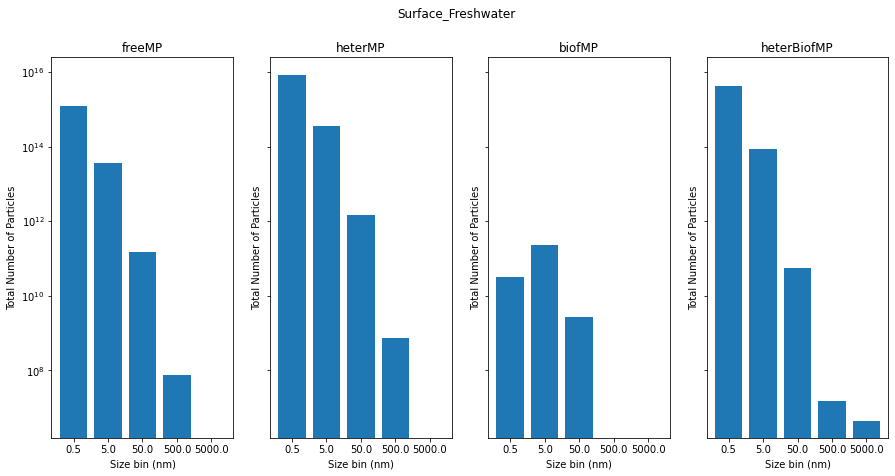 Surface_Freshwater
freeMP
heterMP
biofMP
heterBiofMP
Total Number of Particles
10^16
10^14
10^12
10^10
10^8
0.5 5.0 50.0 500.0 5000.0
Size bin (nm)
Total Number of Particles
0.5 5.0 50.0 500.0 5000.0
Size bin (nm)
Total Number of Particles
0.5 5.0 50.0 500.0 5000.0
Size bin (nm)
Total Number of Particles
0.5 5.0 50.0 500.0 5000.0
Size bin (nm)